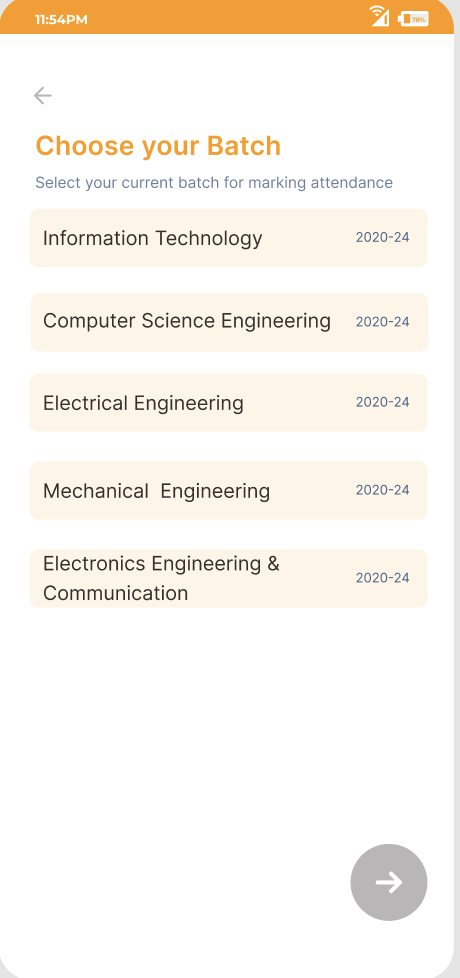 11:54PM
78%
Choose your Batch
Select your current batch for marking attendance
Information Technology 2020-24
Computer Science Engineering 2020-24
Electrical Engineering 2020-24
Mechanical  Engineering 2020-24
Electronics Engineering &
Communication 2020-24